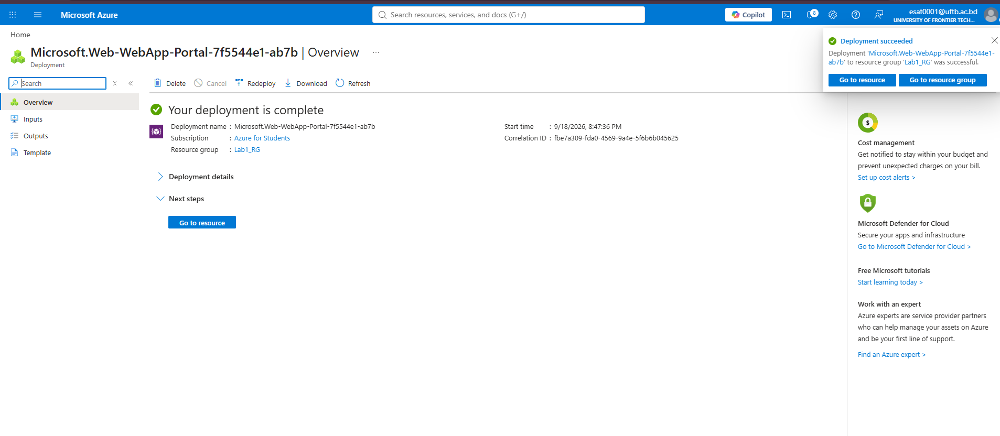 Microsoft Azure
Search resources, services, and docs (G+/)
Copilot
8
esat0001@uftb.ac.bd
UNIVERSITY OF FRONTIER TECH...
Home
Microsoft.Web-WebApp-Portal-7f5544e1-ab7b | Overview ...
Deployment
Deployment succeeded
Deployment 'Microsoft.Web-WebApp-Portal-7f5544e1-
ab7b' to resource group 'Lab1_RG' was successful.
Go to resource
Go to resource group
Search
Delete
Cancel
Redeploy
Download
Refresh
Overview
Inputs
Outputs
Template
Your deployment is complete
Deployment name : Microsoft.Web-WebApp-Portal-7f5544e1-ab7b
Subscription : Azure for Students
Resource group : Lab1_RG
Start time : 9/18/2026, 8:47:36 PM
Correlation ID : fbe7a309-fda0-4569-9a4e-5f6b6b045625
Deployment details
Next steps
Go to resource
$
Cost management
Get notified to stay within your budget and
prevent unexpected charges on your bill.
Set up cost alerts >
Microsoft Defender for Cloud
Secure your apps and infrastructure
Go to Microsoft Defender for Cloud >
Free Microsoft tutorials
Start learning today >
Work with an expert
Azure experts are service provider partners
who can help manage your assets on Azure
and be your first line of support.
Find an Azure expert >